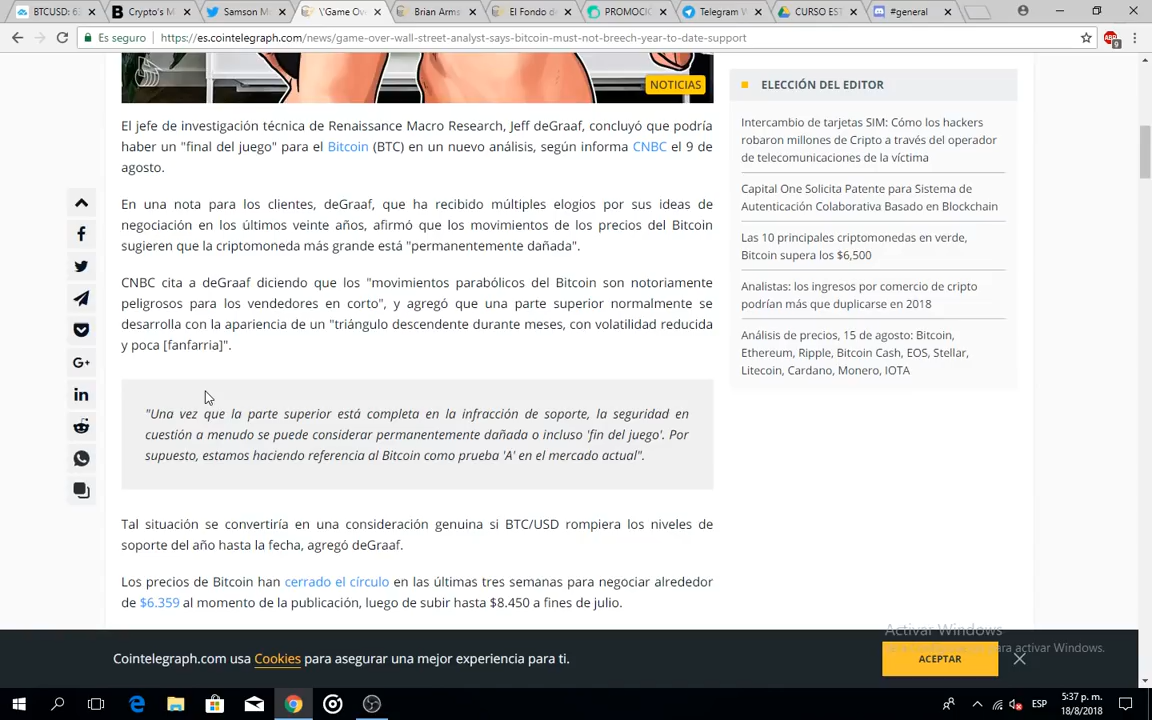 BTCUSD: 6
Crypto's M
Samson M
\'Game Ov
Brian Arms
El Fondo d
PROMOCIO
Telegram W
CURSO EST
#general
Es seguro
https://es.cointelegraph.com/news/game-over-wall-street-analyst-says-bitcoin-must-not-breech-year-to-date-support
9
NOTICIAS
El jefe de investigación técnica de Renaissance Macro Research, Jeff deGraaf, concluyó que podría
haber un "final del juego" para el Bitcoin (BTC) en un nuevo análisis, según informa CNBC el 9 de
agosto.
En una nota para los clientes, deGraaf, que ha recibido múltiples elogios por sus ideas de
negociación en los últimos veinte años, afirmó que los movimientos de los precios del Bitcoin
sugieren que la criptomoneda más grande está "permanentemente dañada".
CNBC cita a deGraaf diciendo que los "movimientos parabólicos del Bitcoin son notoriamente
peligrosos para los vendedores en corto", y agregó que una parte superior normalmente se
desarrolla con la apariencia de un "triángulo descendente durante meses, con volatilidad reducida
y poca [fanfarria]".
"Una vez que la parte superior está completa en la infracción de soporte, la seguridad en
cuestión a menudo se puede considerar permanentemente dañada o incluso 'fin del juego'. Por
supuesto, estamos haciendo referencia al Bitcoin como prueba 'A' en el mercado actual".
Tal situación se convertiría en una consideración genuina si BTC/USD rompiera los niveles de
soporte del año hasta la fecha, agregó deGraaf.
Los precios de Bitcoin han cerrado el círculo en las últimas tres semanas para negociar alrededor
de $6.359 al momento de la publicación, luego de subir hasta $8.450 a fines de julio.
ELECCIÓN DEL EDITOR
Intercambio de tarjetas SIM: Cómo los hackers
robaron millones de Cripto a través del operador
de telecomunicaciones de la víctima
Capital One Solicita Patente para Sistema de
Autenticación Colaborativa Basado en Blockchain
Las 10 principales criptomonedas en verde,
Bitcoin supera los $6,500
Analistas: los ingresos por comercio de cripto
podrían más que duplicarse en 2018
Análisis de precios, 15 de agosto: Bitcoin,
Ethereum, Ripple, Bitcoin Cash, EOS, Stellar,
Litecoin, Cardano, Monero, IOTA
G+
in
Activar Windows
para activar Windows.
Cointelegraph.com usa Cookies para asegurar una mejor experiencia para ti.
ACEPTAR
ESP
5:37 p. m.
18/8/2018